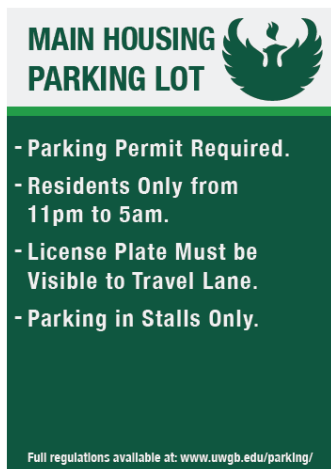 MAIN HOUSING
PARKING LOT
- Parking Permit Required.
- Residents Only from
11pm to 5am.
- License Plate Must be
Visible to Travel Lane.
- Parking in Stalls Only.
Full regulations available at: www.uwgb.edu/parking/